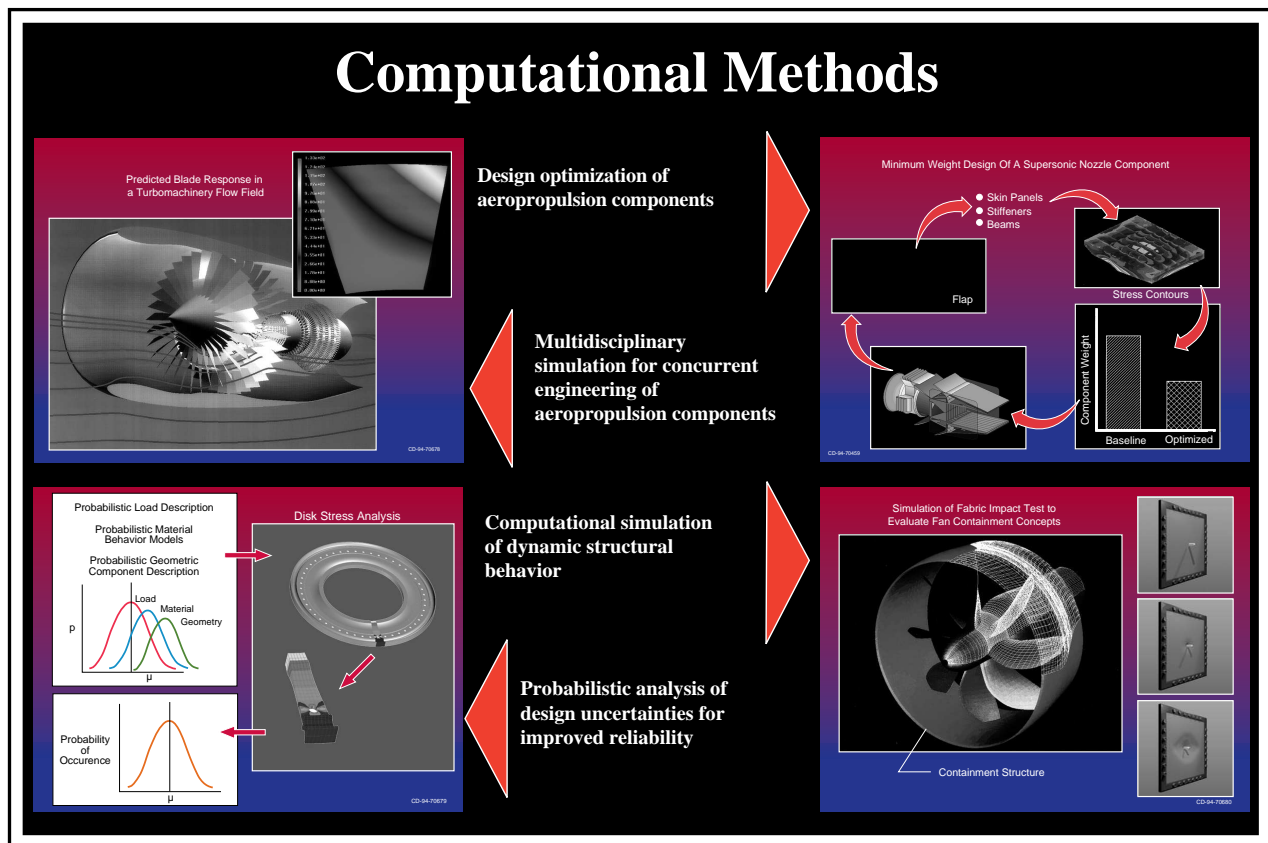 Computational Methods
Predicted Blade Response in
a Turbomachinery Flow Field
CD-94-70678
Design optimization of
aeropropulsion components
Minimum Weight Design Of A Supersonic Nozzle Component
Skin Panels
Stiffeners
Beams
Flap
Stress Contours
Component Weight
Baseline
Optimized
CD-94-70459
Multidisciplinary
simulation for concurrent
engineering of
aeropropulsion components
Probabilistic Load Description
Probabilistic Material
Behavior Models
Probabilistic Geometric
Component Description
Load
Material
Geometry
p
µ
Probability
of
Occurence
µ
Disk Stress Analysis
CD-94-70679
Computational simulation
of dynamic structural
behavior
Probabilistic analysis of
design uncertainties for
improved reliability
Simulation of Fabric Impact Test to
Evaluate Fan Containment Concepts
Containment Structure
CD-94-70680